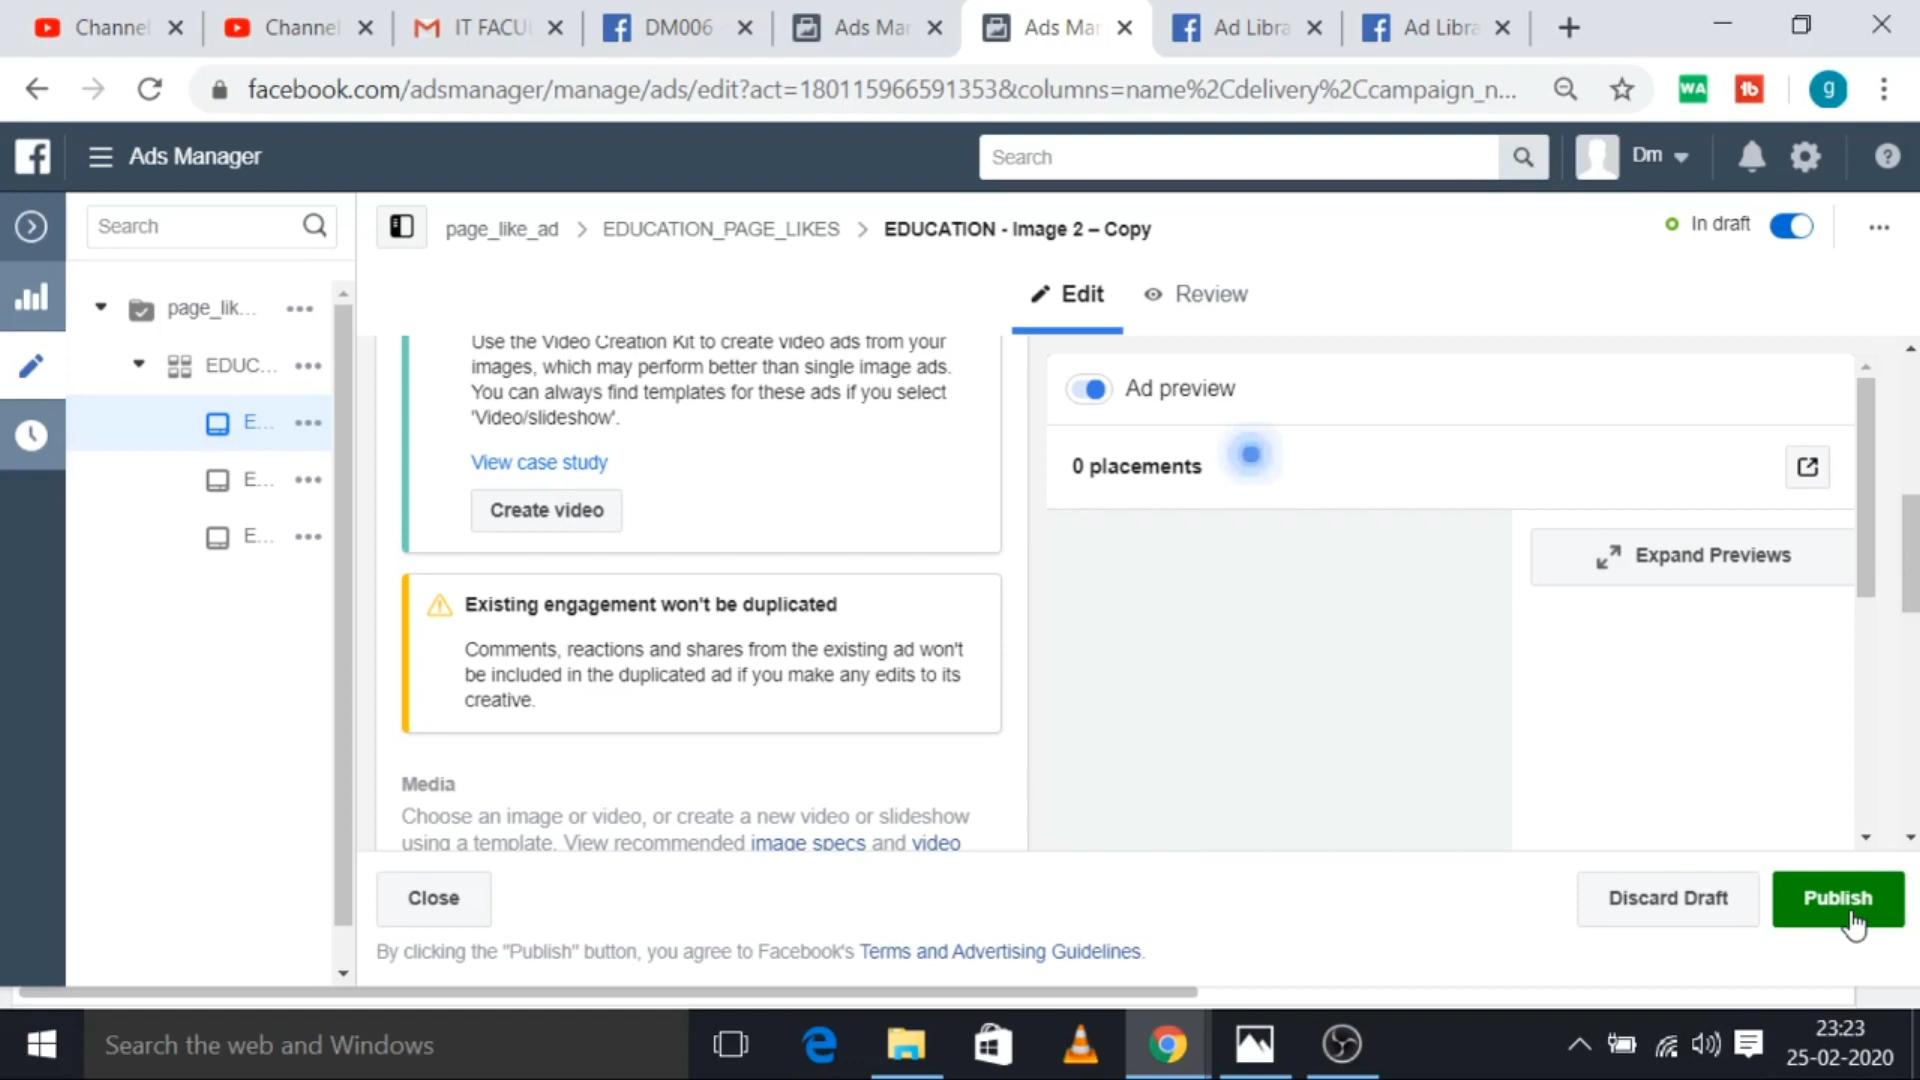 Channel
Channel
IT FACUL
DM006
Ads Man
Ads Man
Ad Libra
Ad Libra
facebook.com/adsmanager/manage/ads/edit?act=180115966591353&columns=name%2Cdelivery%2Ccampaign_n...
WA
g
Ads Manager
Search
Dm
Search
page_like_ad > EDUCATION_PAGE_LIKES > EDUCATION - Image 2 – Copy
In draft
...
Edit
Review
page_lik...
EDUC...
E...
E...
E...
Use the Video Creation Kit to create video ads from your
images, which may perform better than single image ads.
You can always find templates for these ads if you select
'Video/slideshow'.
View case study
Create video
Existing engagement won't be duplicated
Comments, reactions and shares from the existing ad won't
be included in the duplicated ad if you make any edits to its
creative.
Media
Choose an image or video, or create a new video or slideshow
using a template. View recommended image specs and video
Ad preview
0 placements
Expand Previews
Close
Discard Draft
Publish
By clicking the "Publish" button, you agree to Facebook's Terms and Advertising Guidelines.
Search the web and Windows
23:23
25-02-2020